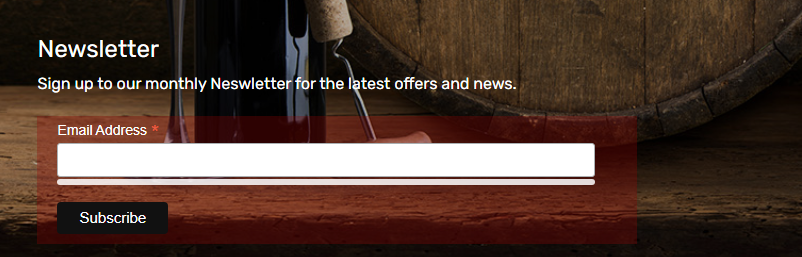 Newsletter
Sign up to our monthly Neswletter for the latest offers and news.
Email Address *
Subscribe